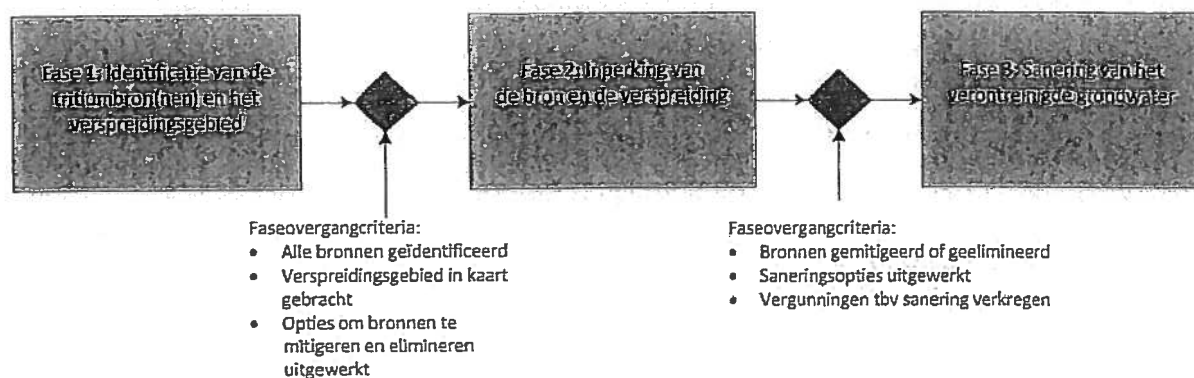 Fase 1: Identificatie van de
tritiumbron(nen) en het
verspreidingsgebied
Fase 2: Inperking van
de bron en de verspreiding
Fase 3: Sanering van het
verontreinigde grondwater
Faseovergangcriteria:
• Alle bronnen geïdentificeerd
• Verspreidingsgebied in kaart
gebracht
• Opties om bronnen te
mitigeren en elimineren
uitgewerkt
Faseovergangcriteria:
• Bronnen gemitigeerd of geelimineerd
• Saneringsopties uitgewerkt
• Vergunningen tbv sanering verkregen